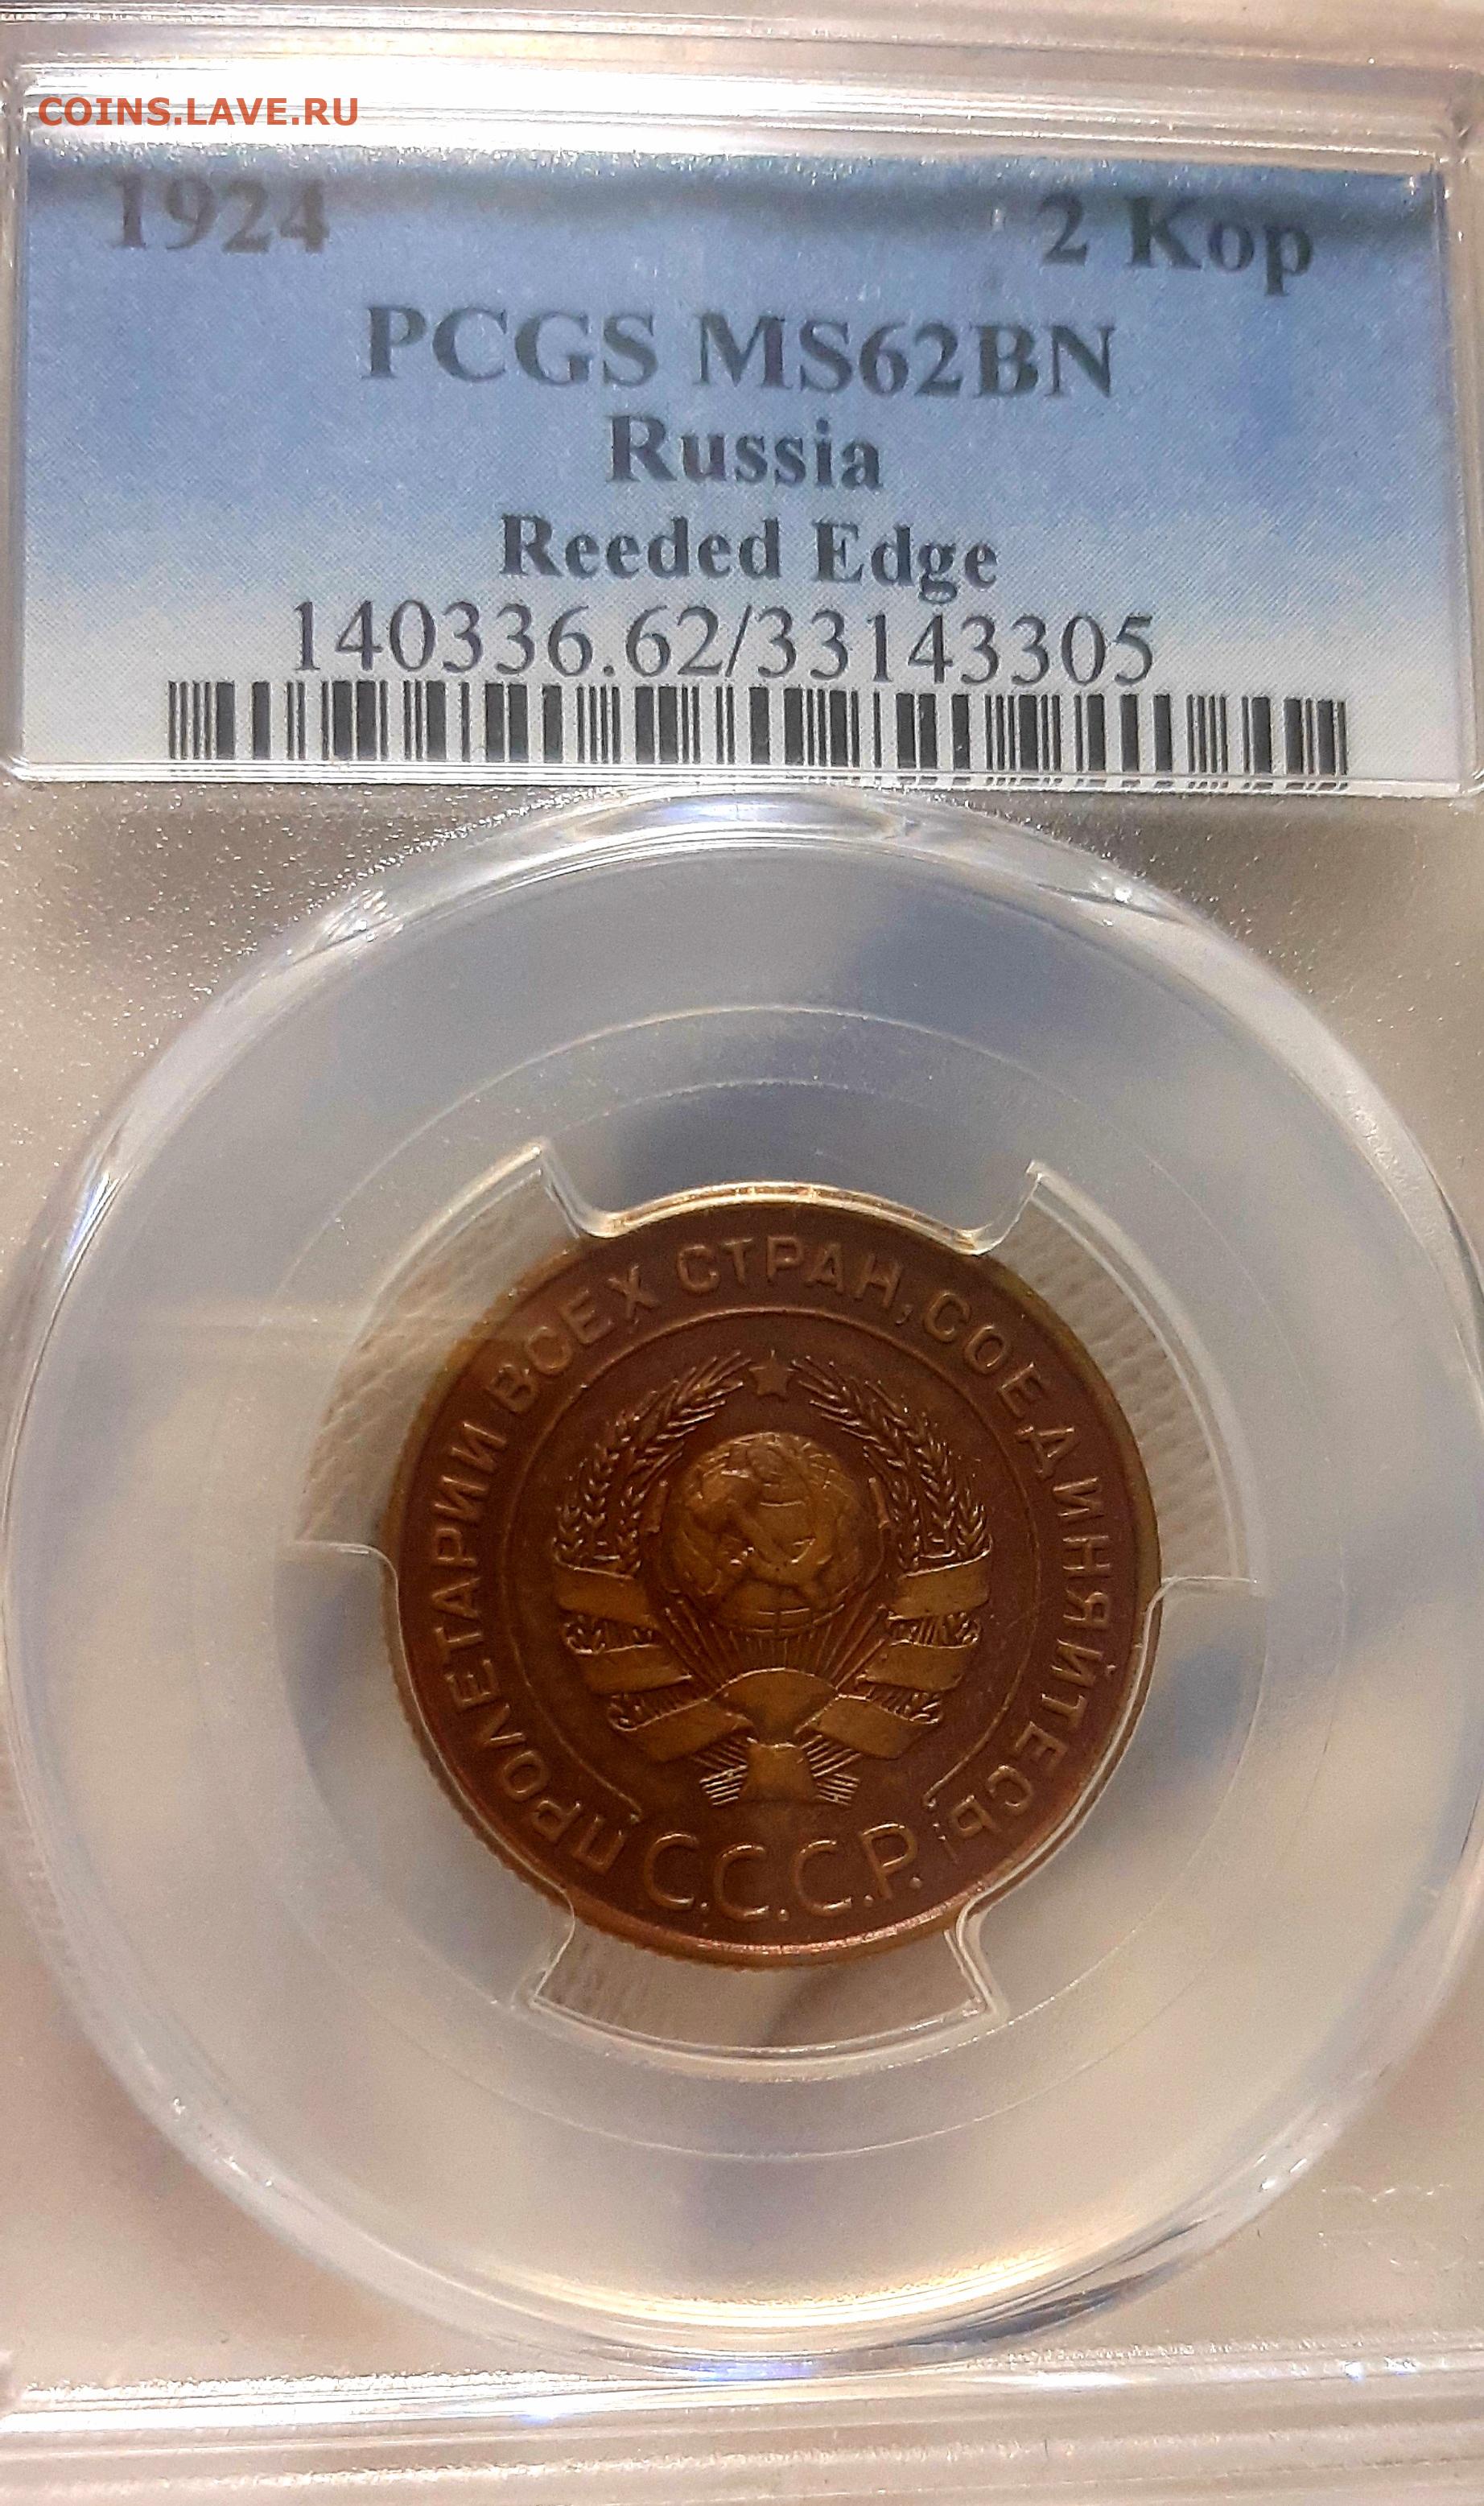 COINS.LAVE.RU
1924 2 Kop
PCGS MS62BN
Russia
Reeded Edge
140336.62/33143305
ПРОЛЕТАРИИ ВСЕХ СТРАН, СОЕДИНЯЙТЕСЬ!
С.С.С.Р.